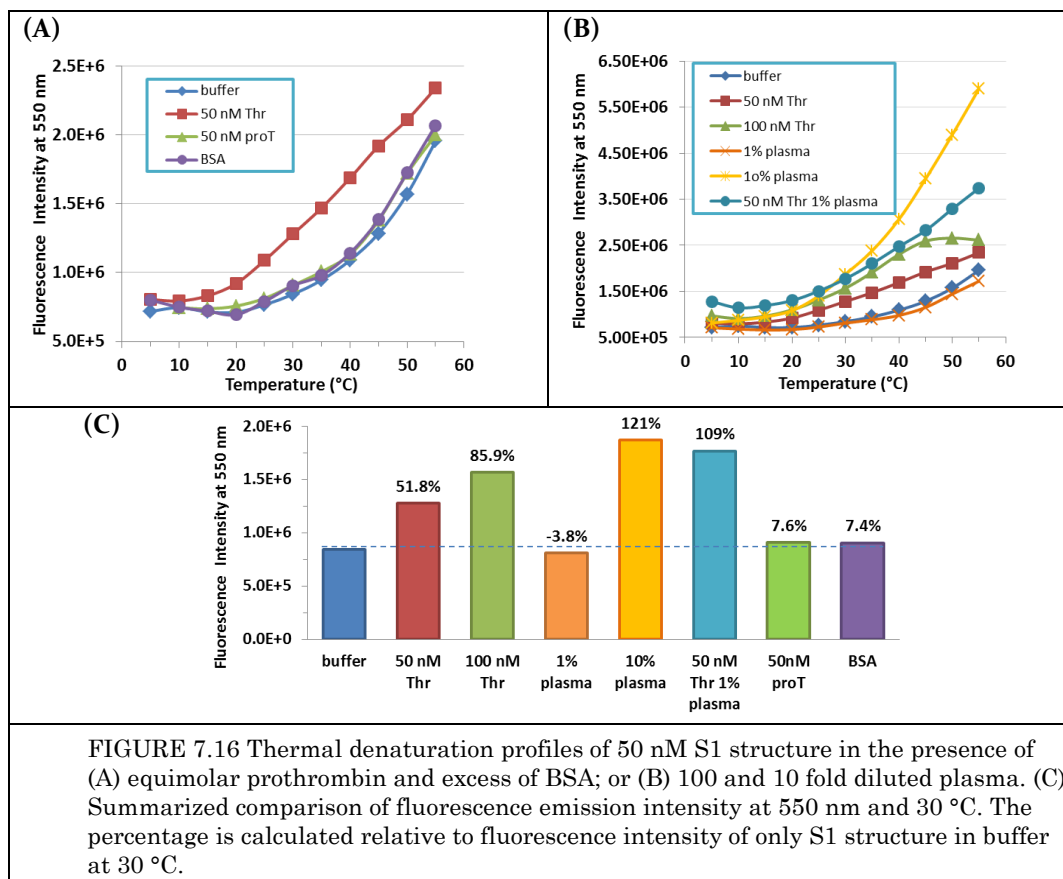 (A)
2.5E+6
2.0E+6
1.5E+6
1.0E+6
5.0E+5
Fluorescence Intensity at 550 nm
buffer
50 nM Thr
50 nM proT
BSA
0 10 20 30 40 50 60
Temperature (°C)
(B)
6.50E+06
5.50E+06
4.50E+06
3.50E+06
2.50E+06
1.50E+06
5.00E+05
Fluorescence Intensity at 550 nm
buffer
50 nM Thr
100 nM Thr
1% plasma
1o% plasma
50 nM Thr 1% plasma
0 10 20 30 40 50 60
Temperature (°C)
(C)
2.0E+6
1.5E+6
1.0E+6
5.0E+5
0.0E+0
Fluorescence Intensity at 550 nm
51.8%
85.9%
-3.8%
121%
109%
7.6%
7.4%
buffer
50 nM
Thr
100 nM
Thr
1%
plasma
10%
plasma
50 nM
Thr 1%
plasma
50nM
proT
BSA
FIGURE 7.16 Thermal denaturation profiles of 50 nM S1 structure in the presence of
(A) equimolar prothrombin and excess of BSA; or (B) 100 and 10 fold diluted plasma. (C)
Summarized comparison of fluorescence emission intensity at 550 nm and 30 °C. The
percentage is calculated relative to fluorescence intensity of only S1 structure in buffer
at 30 °C.